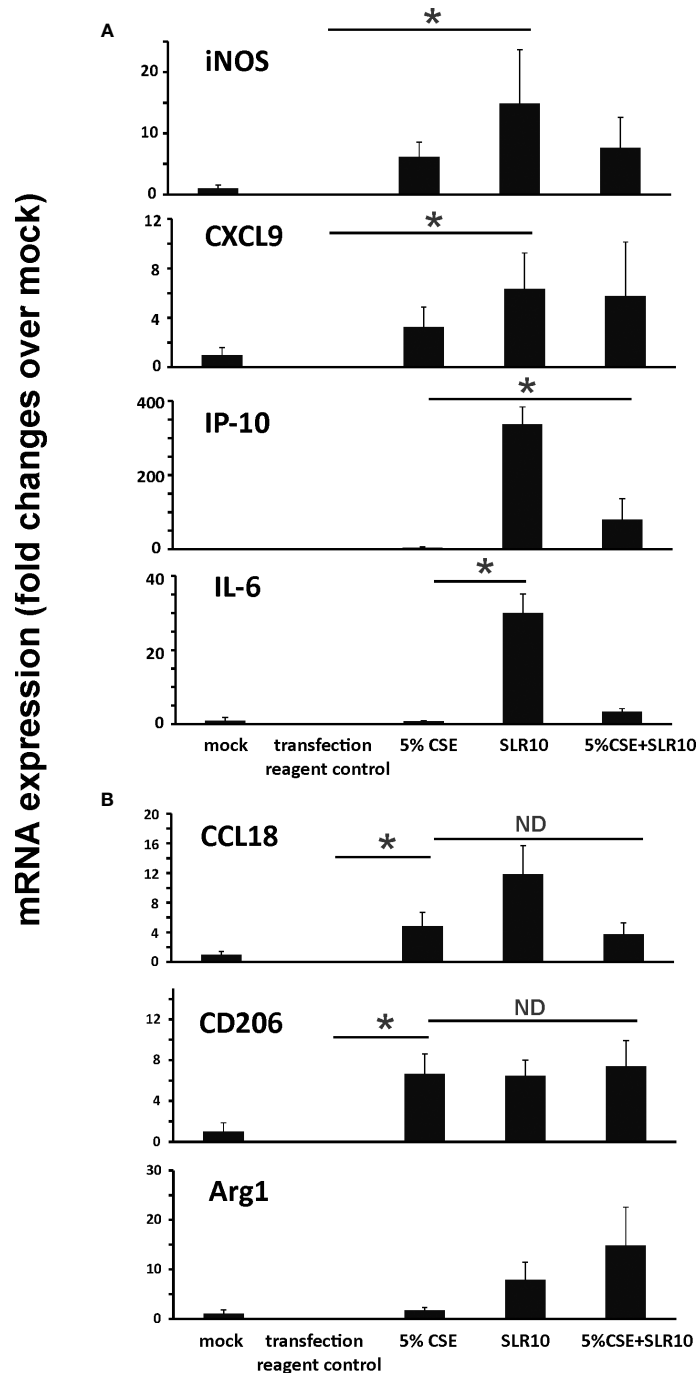 mRNA expression (fold changes over mock)
A
*
iNOS
20
10
0
*
CXCL9
12
8
4
0
*
IP-10
400
200
0
*
IL-6
40
20
0
mock transfection 5% CSE SLR10 5%CSE+SLR10
reagent control
B
ND
*
CCL18
20
16
12
8
4
0
ND
*
CD206
12
8
4
0
Arg1
30
20
10
0
mock transfection 5% CSE SLR10 5%CSE+SLR10
reagent control